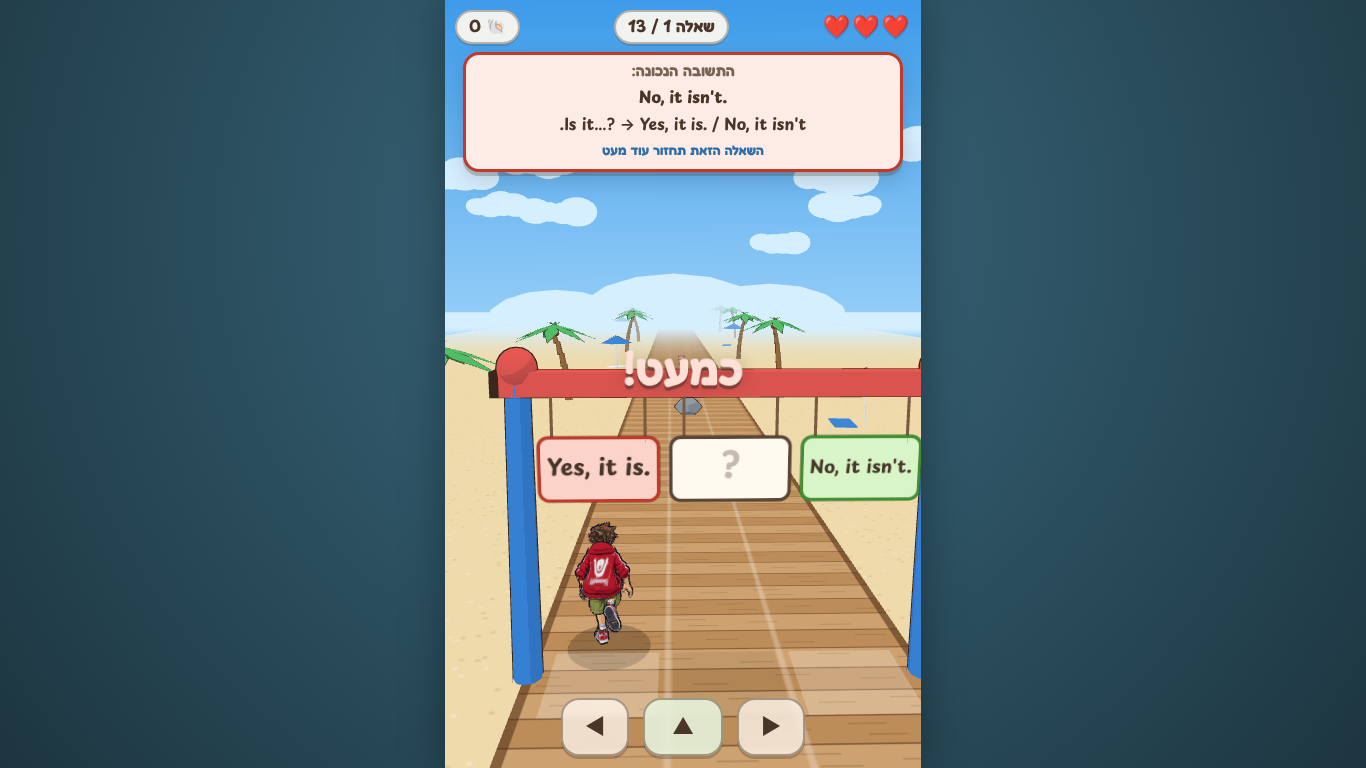 0
שאלה 1 / 13
התשובה הנכונה:
No, it isn't.
.Is it...? → Yes, it is. / No, it isn't
השאלה הזאת תחזור עוד מעט
כמעט!
Yes, it is.
?
No, it isn't.